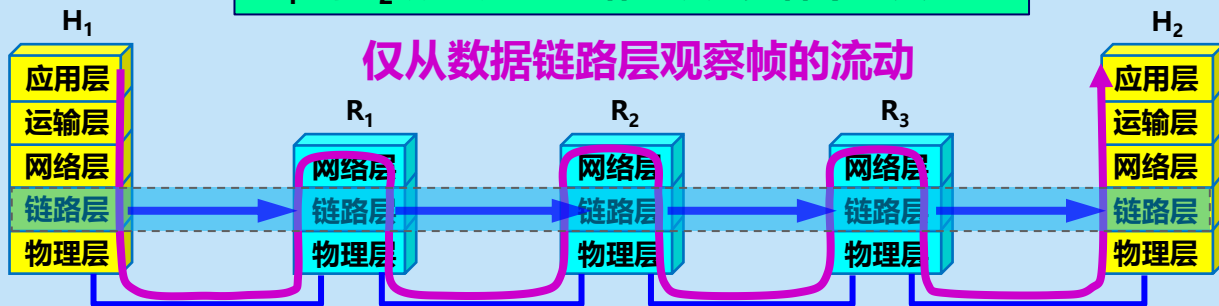 H₁
H₂
仅从数据链路层观察帧的流动
R₁
R₂
R₃
应用层
运输层
网络层
链路层
物理层
网络层
链路层
物理层
网络层
链路层
物理层
网络层
链路层
物理层
应用层
运输层
网络层
链路层
物理层